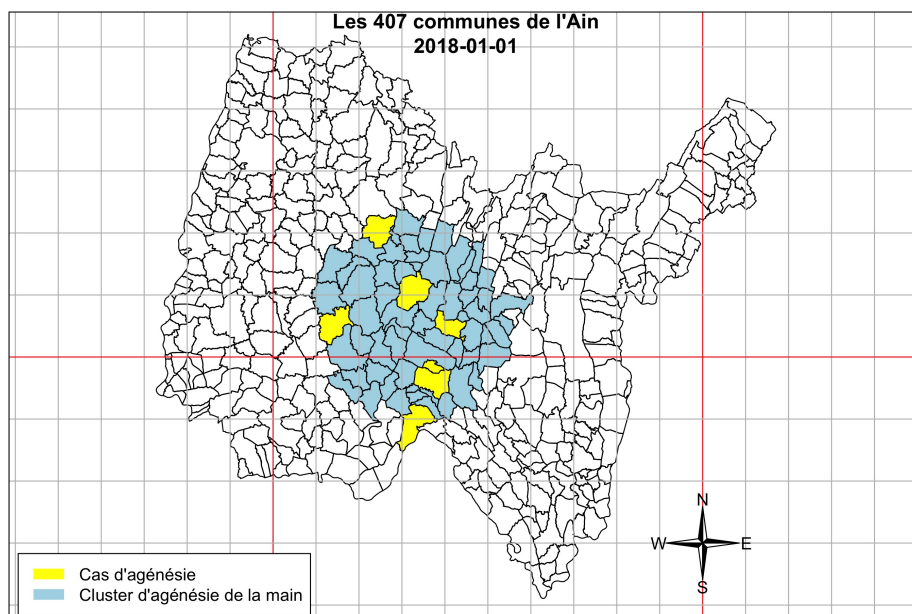 Les 407 communes de l'Ain
2018-01-01
N
W E
S
Cas d'agénésie
Cluster d'agénésie de la main